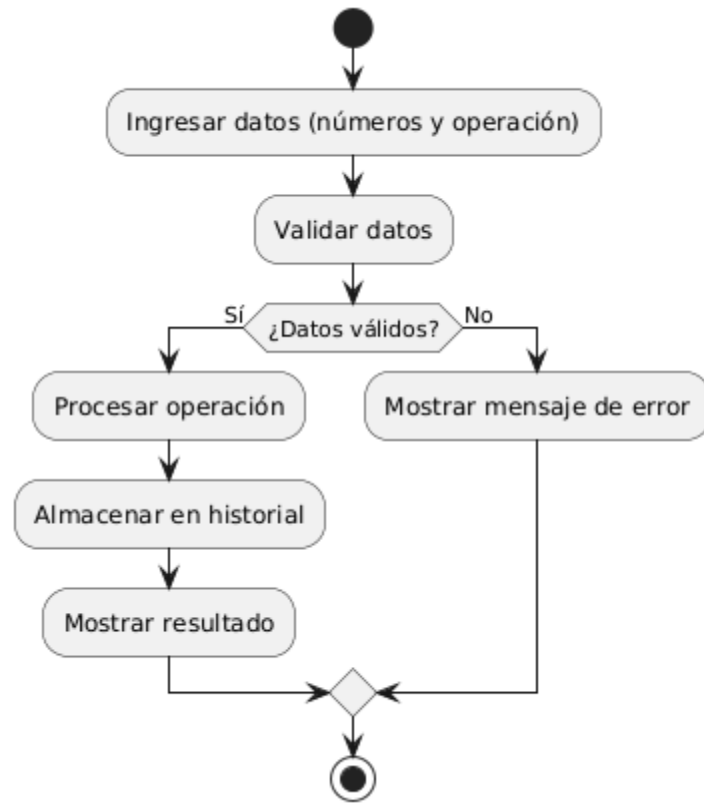 Ingresar datos (números y operación)
Validar datos
Sí
¿Datos válidos?
No
Procesar operación
Mostrar mensaje de error
Almacenar en historial
Mostrar resultado